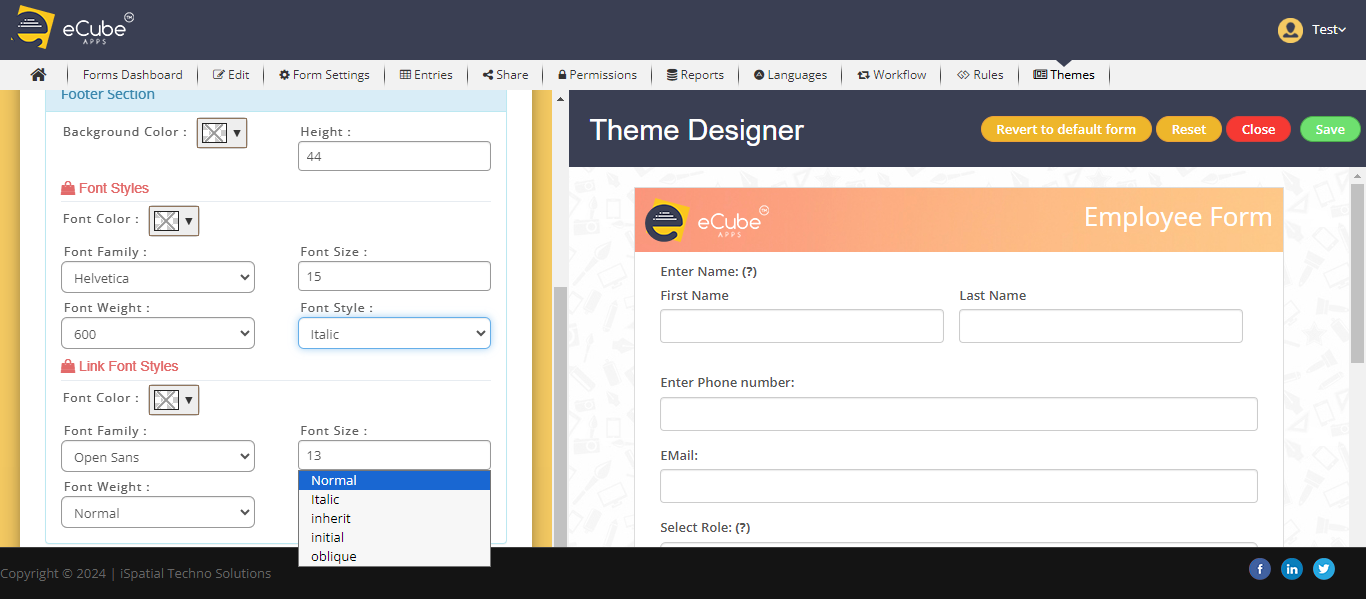 eCube TM
APPS
Test
Forms Dashboard
Edit
Form Settings
Entries
Share
Permissions
Reports
Languages
Workflow
Rules
Themes
Footer Section
Background Color :
Height :
44
Font Styles
Font Color :
Font Family :
Font Size :
Helvetica
15
Font Weight :
Font Style :
600
Italic
Link Font Styles
Font Color :
Font Family :
Font Size :
Open Sans
13
Font Weight :
Normal
Normal
Italic
inherit
initial
oblique
Theme Designer
Revert to default form
Reset
Close
Save
eCube TM
APPS
Employee Form
Enter Name: (?)
First Name
Last Name
Enter Phone number:
EMail:
Select Role: (?)
Copyright © 2024 | iSpatial Techno Solutions